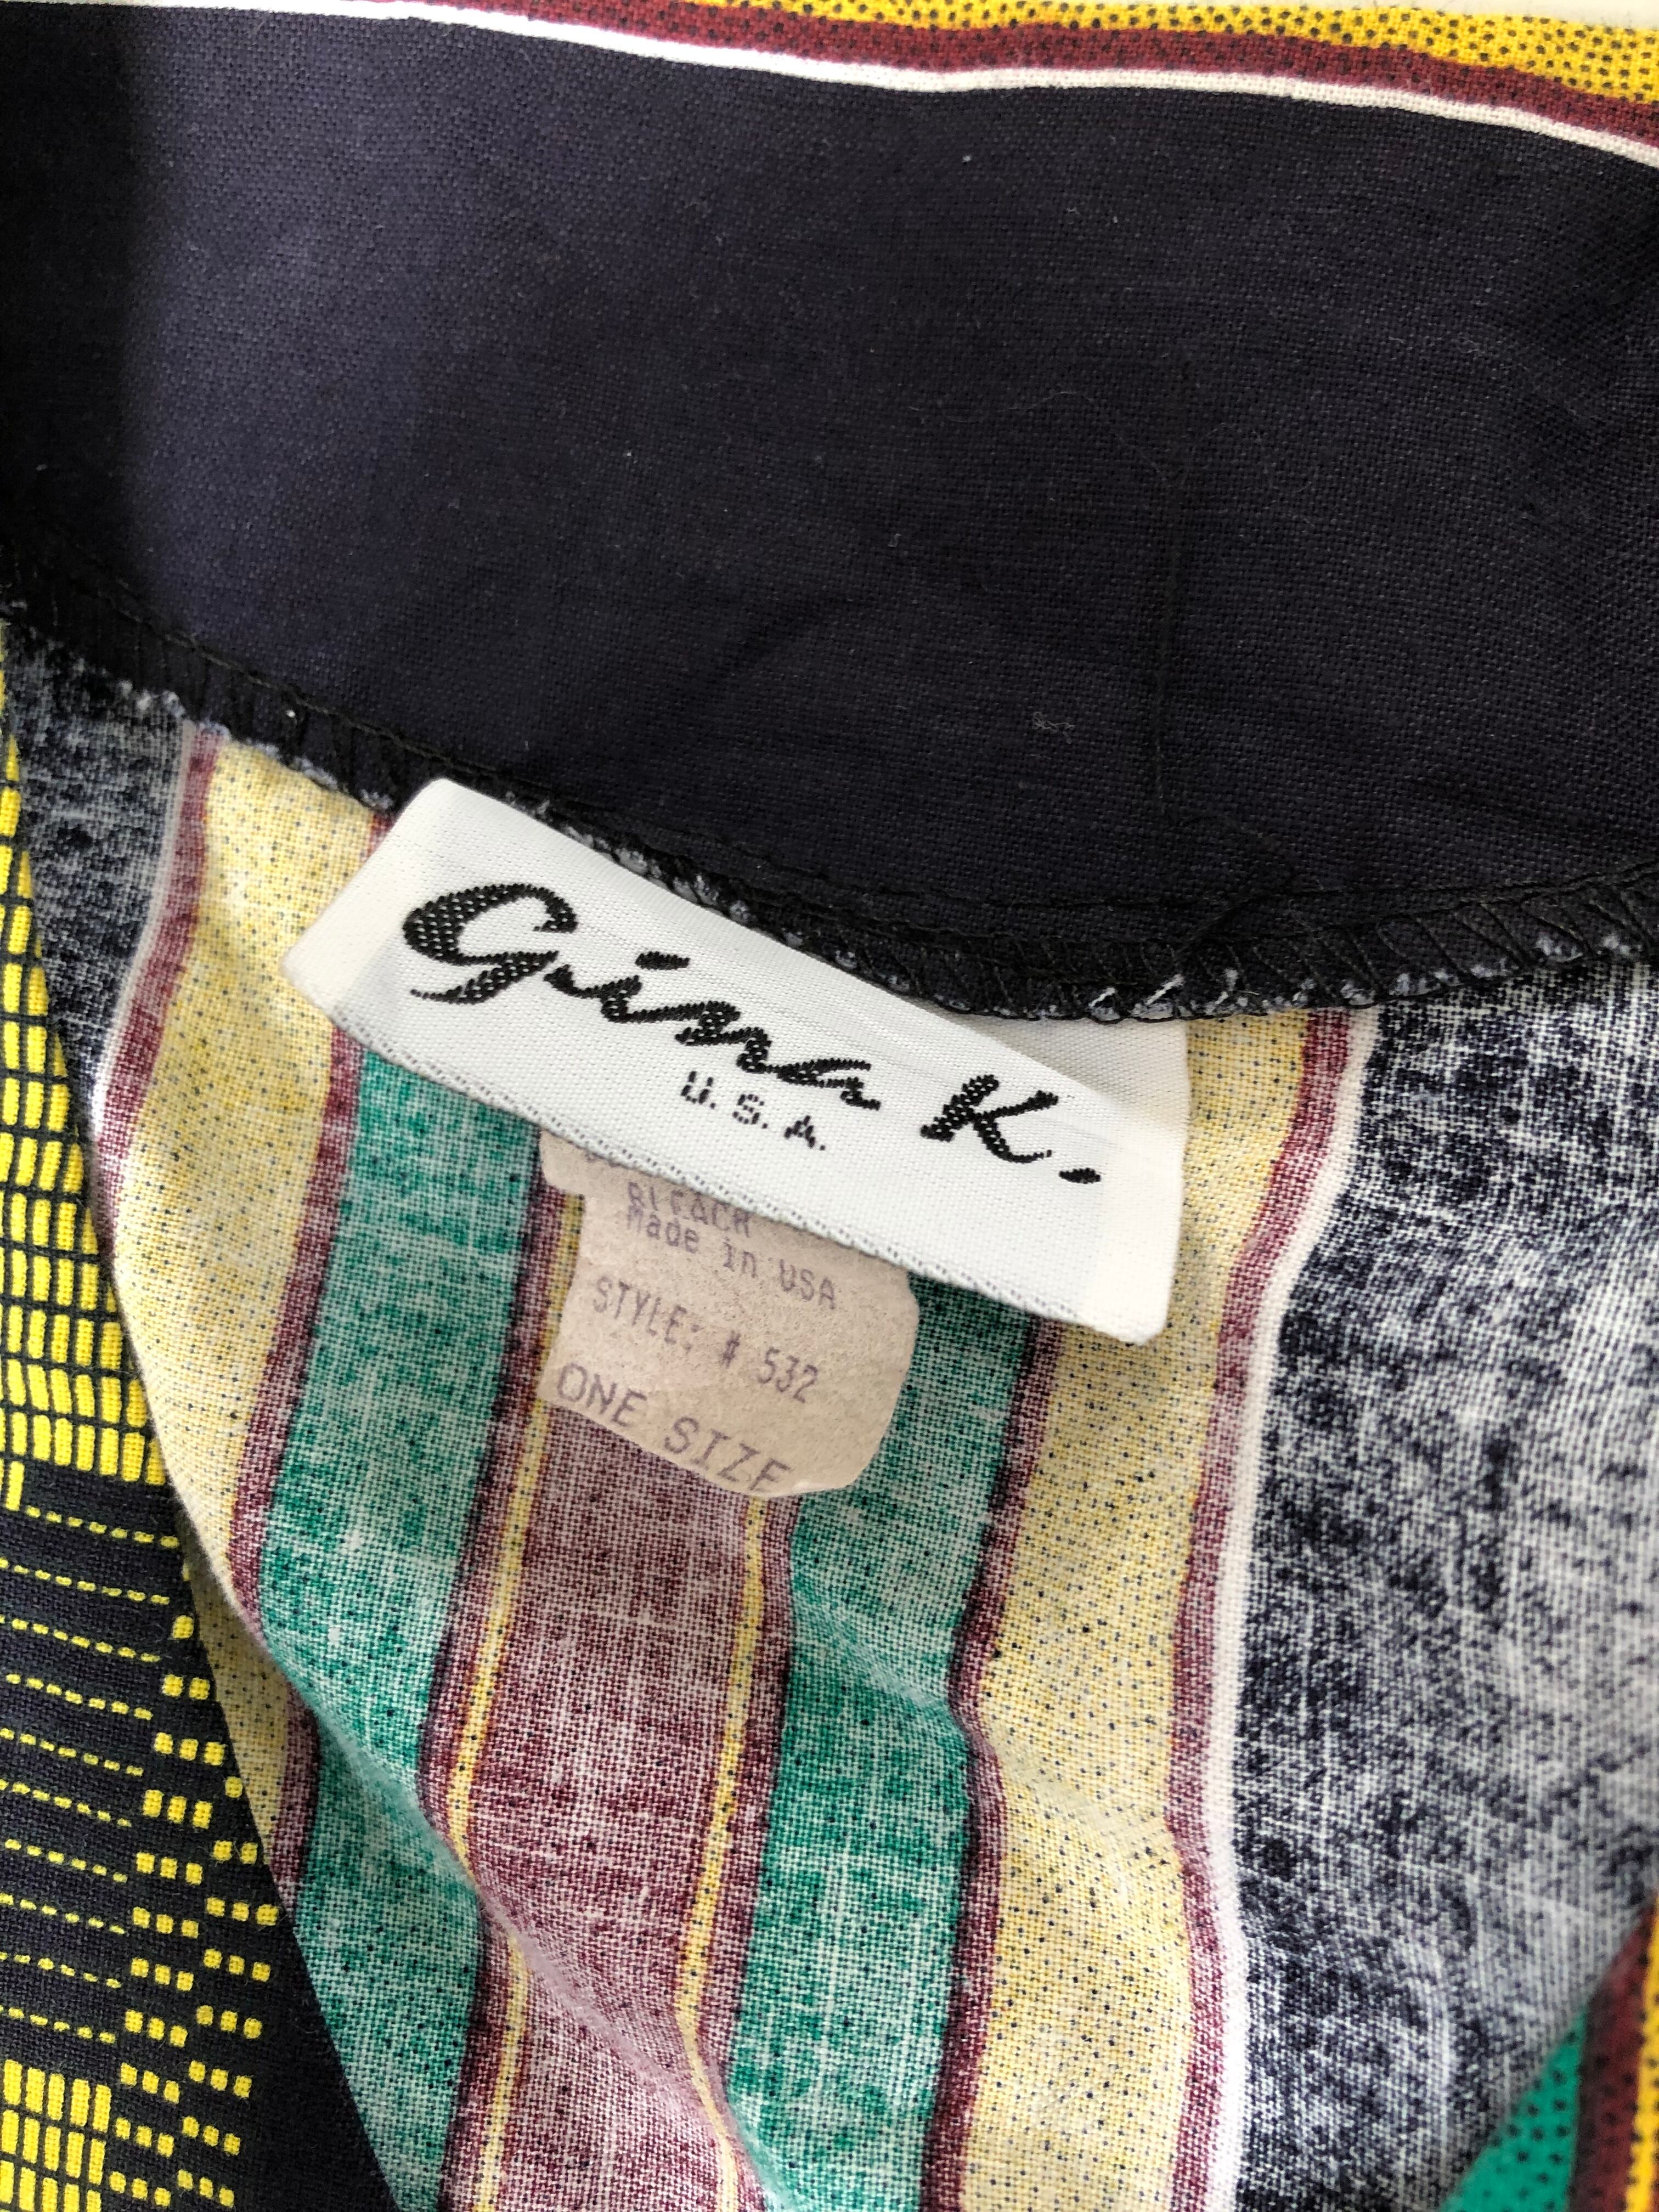 Gina K.
U.S.A.
Made in USA
STYLE: # 532
ONE SIZE